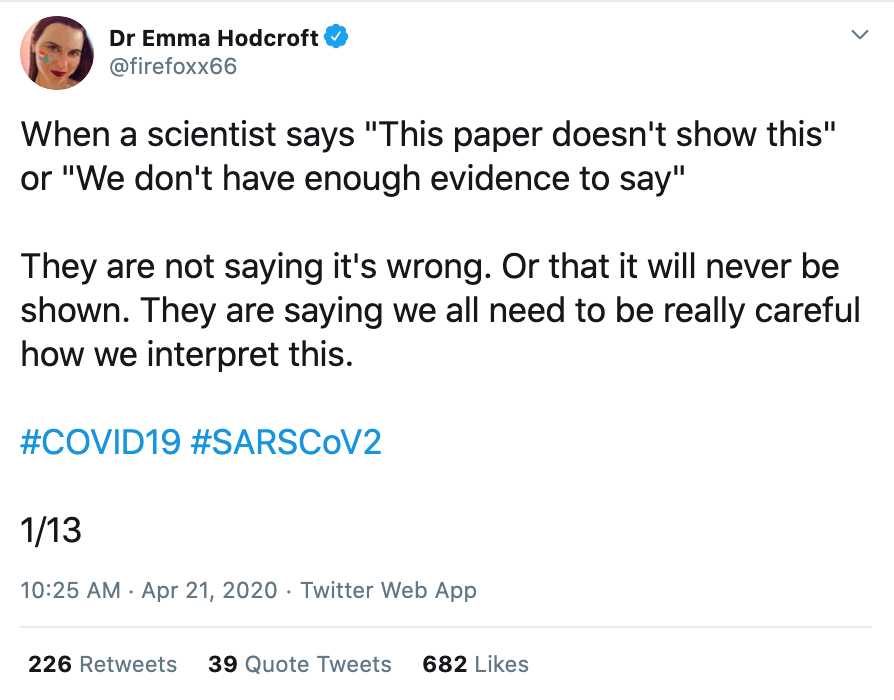 Dr Emma Hodcroft
@firefoxx66
When a scientist says "This paper doesn't show this"
or "We don't have enough evidence to say"
They are not saying it's wrong. Or that it will never be
shown. They are saying we all need to be really careful
how we interpret this.
#COVID19 #SARSCoV2
1/13
10:25 AM · Apr 21, 2020 · Twitter Web App
226 Retweets 39 Quote Tweets 682 Likes